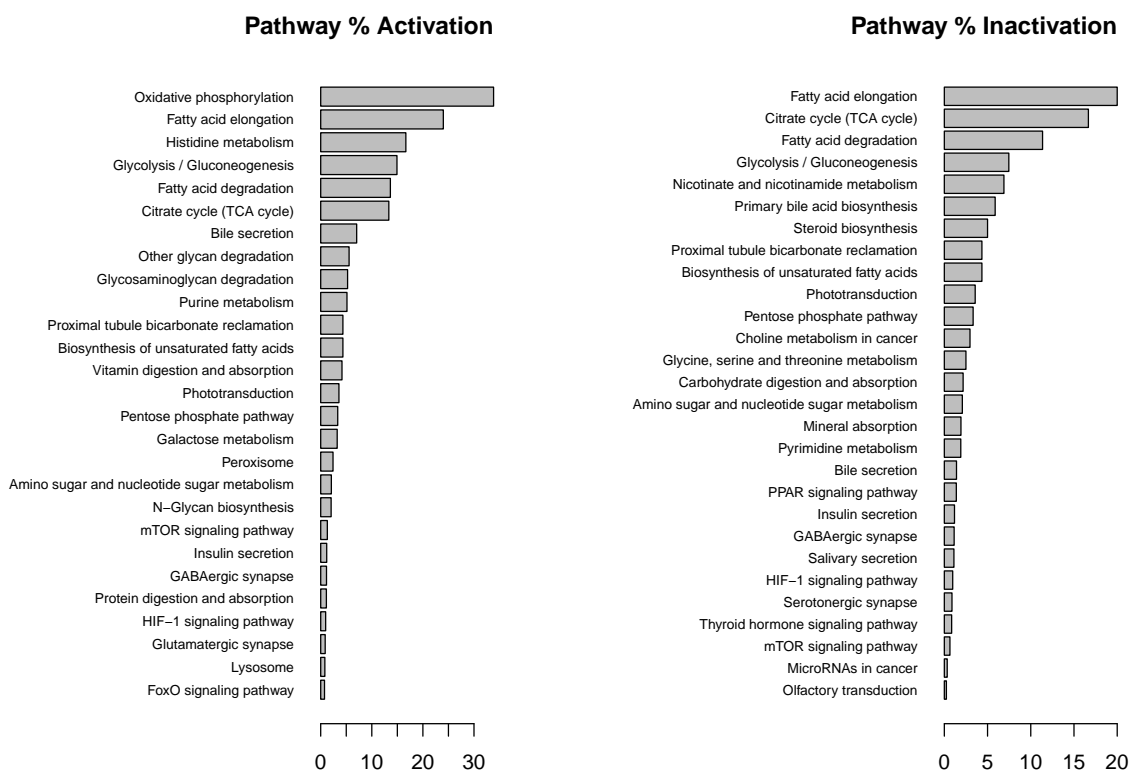 Pathway % Activation
Oxidative phosphorylation
Fatty acid elongation
Histidine metabolism
Glycolysis / Gluconeogenesis
Fatty acid degradation
Citrate cycle (TCA cycle)
Bile secretion
Other glycan degradation
Glycosaminoglycan degradation
Purine metabolism
Proximal tubule bicarbonate reclamation
Biosynthesis of unsaturated fatty acids
Vitamin digestion and absorption
Phototransduction
Pentose phosphate pathway
Galactose metabolism
Peroxisome
Amino sugar and nucleotide sugar metabolism
N−Glycan biosynthesis
mTOR signaling pathway
Insulin secretion
GABAergic synapse
Protein digestion and absorption
HIF−1 signaling pathway
Glutamatergic synapse
Lysosome
FoxO signaling pathway
0 10 20 30
Pathway % Inactivation
Fatty acid elongation
Citrate cycle (TCA cycle)
Fatty acid degradation
Glycolysis / Gluconeogenesis
Nicotinate and nicotinamide metabolism
Primary bile acid biosynthesis
Steroid biosynthesis
Proximal tubule bicarbonate reclamation
Biosynthesis of unsaturated fatty acids
Phototransduction
Pentose phosphate pathway
Choline metabolism in cancer
Glycine, serine and threonine metabolism
Carbohydrate digestion and absorption
Amino sugar and nucleotide sugar metabolism
Mineral absorption
Pyrimidine metabolism
Bile secretion
PPAR signaling pathway
Insulin secretion
GABAergic synapse
Salivary secretion
HIF−1 signaling pathway
Serotonergic synapse
Thyroid hormone signaling pathway
mTOR signaling pathway
MicroRNAs in cancer
Olfactory transduction
0 5 10 15 20